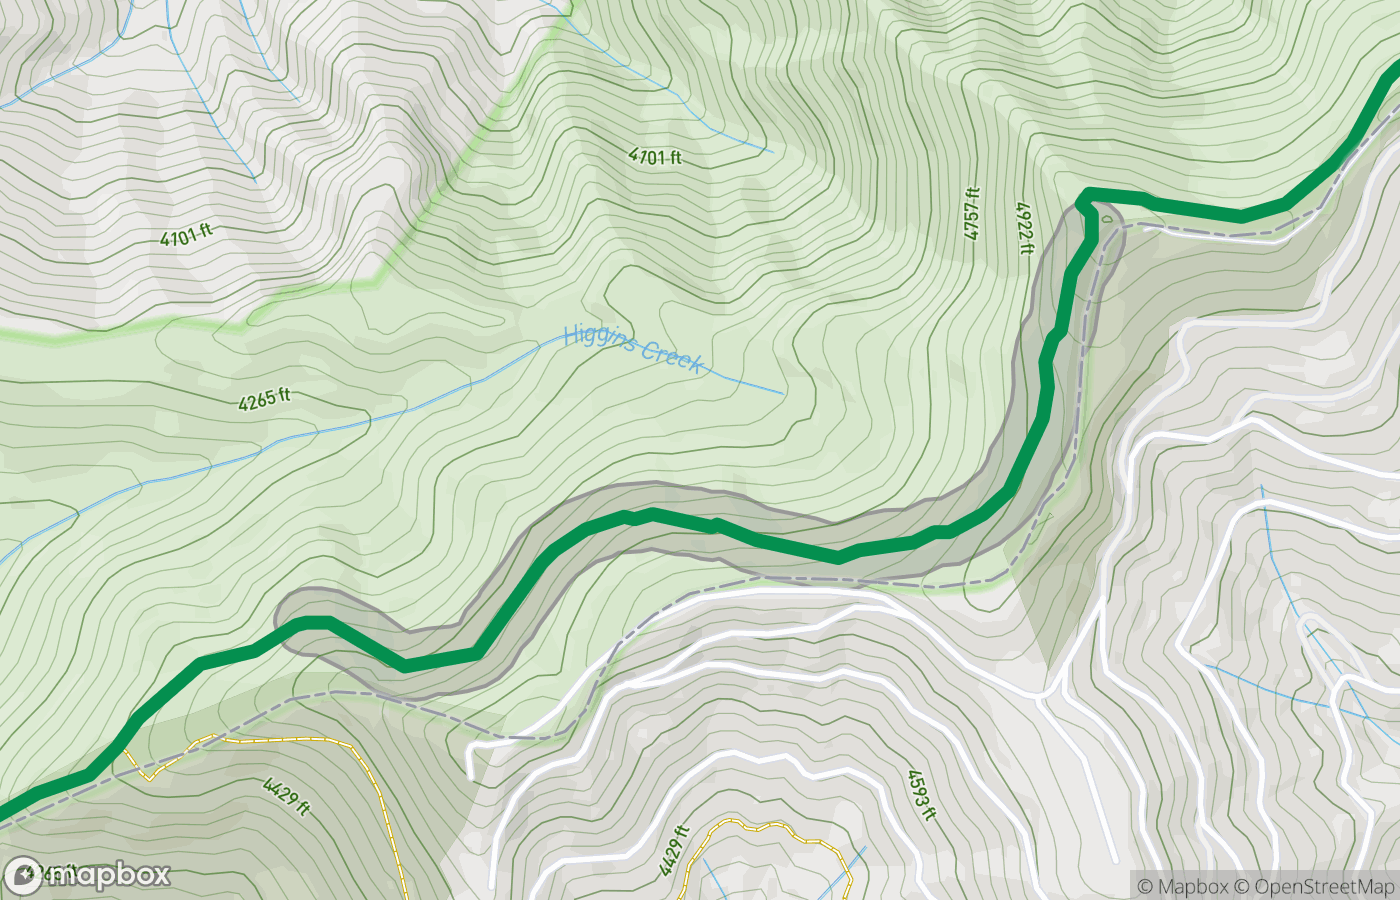 4701 ft
4101 ft
4757 ft
4922 ft
Higgins Creek
4265 ft
4429 ft
4593 ft
4429 ft
mapbox
© Mapbox © OpenStreetMap